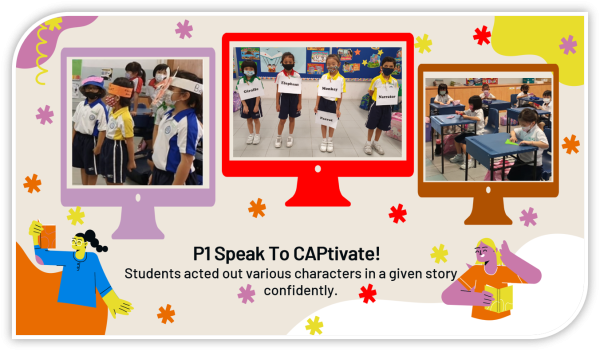 Giraffe
Elephant
Monkey
Parrot
Narrator
P1 Speak To CAPtivate!
Students acted out various characters in a given story
confidently.